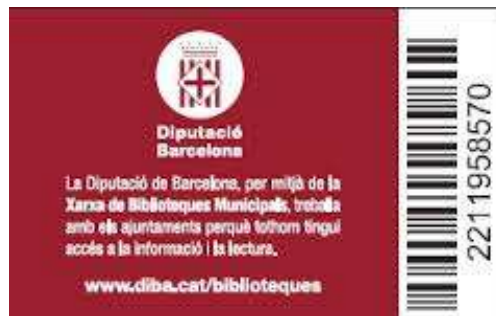 Diputació
Barcelona
La Diputació de Barcelona, per mitjà de la
Xarxa de Biblioteques Municipals, treballa
amb els ajuntaments perquè tothom tingui
accés a la informació i la lectura.
www.diba.cat/biblioteques
2211958570